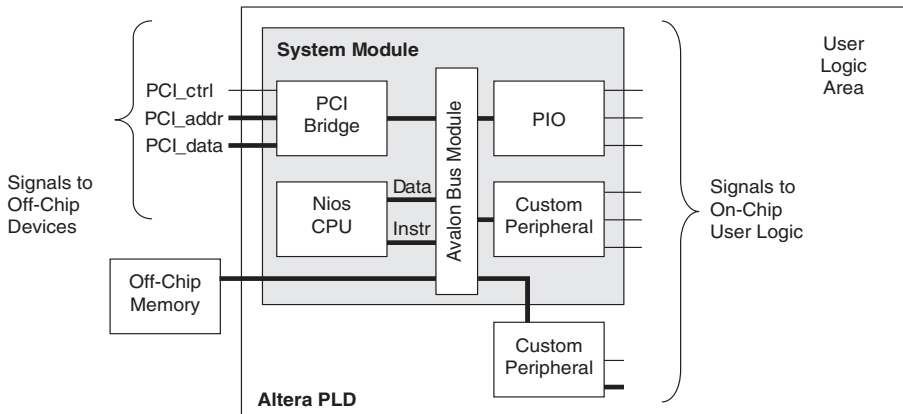 System Module
User
Logic
Area
PCI_ctrl
PCI_addr
PCI_data
PCI
Bridge
Avalon Bus Module
PIO
Signals to
Off-Chip
Devices
Nios
CPU
Data
Instr
Custom
Peripheral
Signals to
On-Chip
User Logic
Off-Chip
Memory
Custom
Peripheral
Altera PLD